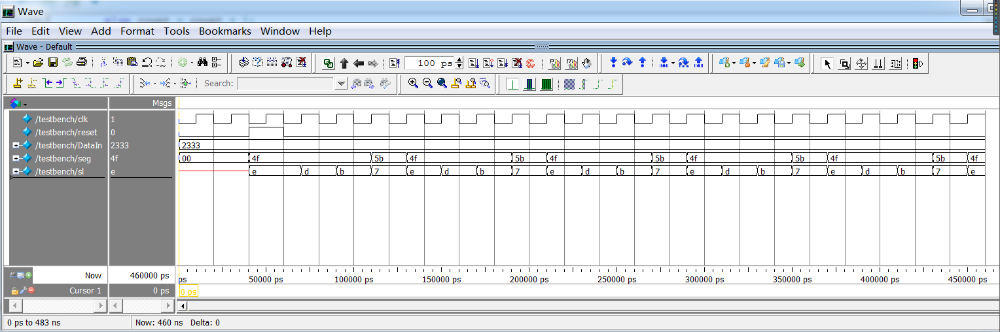 Wave
File Edit View Add Format Tools Bookmarks Window Help
Wave - Default
100 ps
Search:
Msgs
/testbench/clk 1
/testbench/reset 0
/testbench/DataIn 2333 2333
/testbench/seg 4f 00 4f 5b 4f 5b 4f 5b 4f 5b 4f 5b 4f
/testbench/sl e e d b 7 e d b 7 e d b 7 e d b 7 e d b 7 e
Now 460000 ps ps 50000 ps 100000 ps 150000 ps 200000 ps 250000 ps 300000 ps 350000 ps 400000 ps 450000 ps
Cursor 1 0 ps 0 ps
0 ps to 483 ns Now: 460 ns Delta: 0